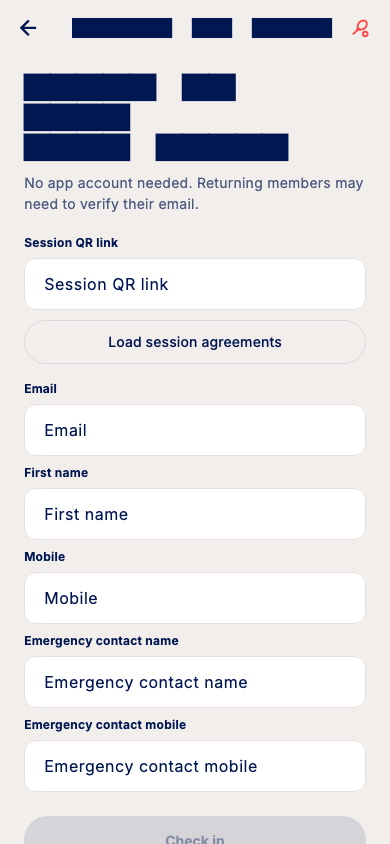 No app account needed. Returning members may
need to verify their email.
Session QR link
Session QR link
Load session agreements
Email
Email
First name
First name
Mobile
Mobile
Emergency contact name
Emergency contact name
Emergency contact mobile
Emergency contact mobile
Check in